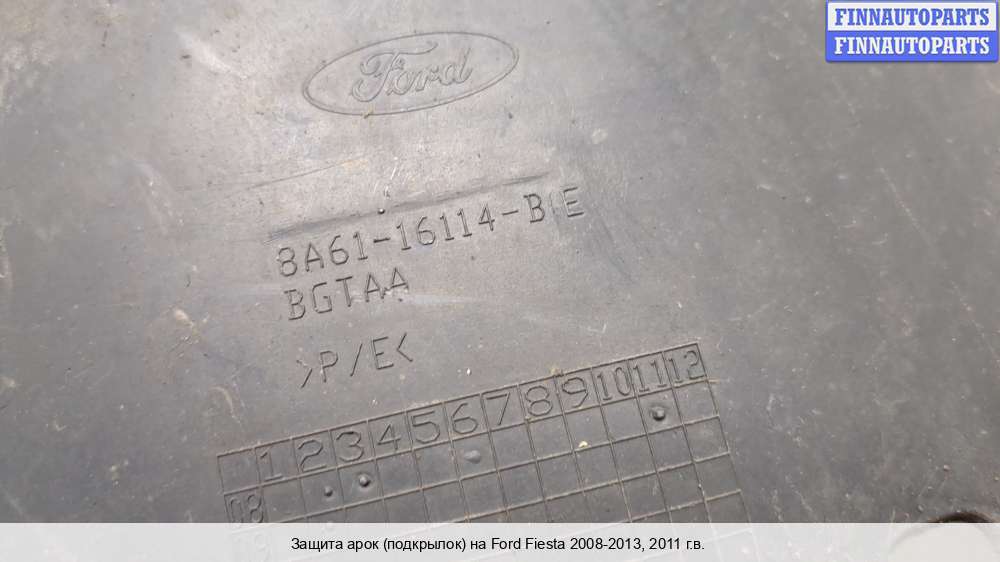 FINNAUTOPARTS
FINNAUTOPARTS
Ford
8A61-16114-B E
BGTAA
>P/E<
1 2 3 4 5 6 7 8 9 10 11 12
08
Защита арок (подкрылок) на Ford Fiesta 2008-2013, 2011 г.в.